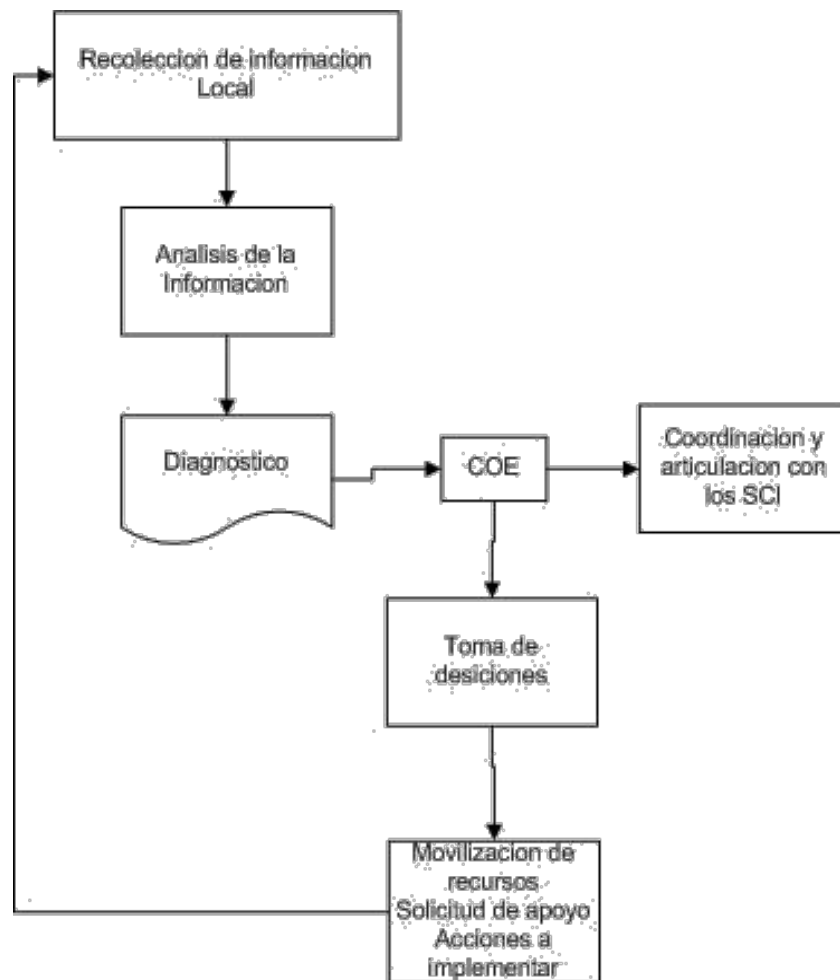 Recoleccion de informacion
Local
Analisis de la
Informacion
Diagnostico
COE
Coordinacion y
articulacion con
los SCI
Toma de
desiciones
Movilizacion de
recursos
Solicitud de apoyo
Acciones a
implementar